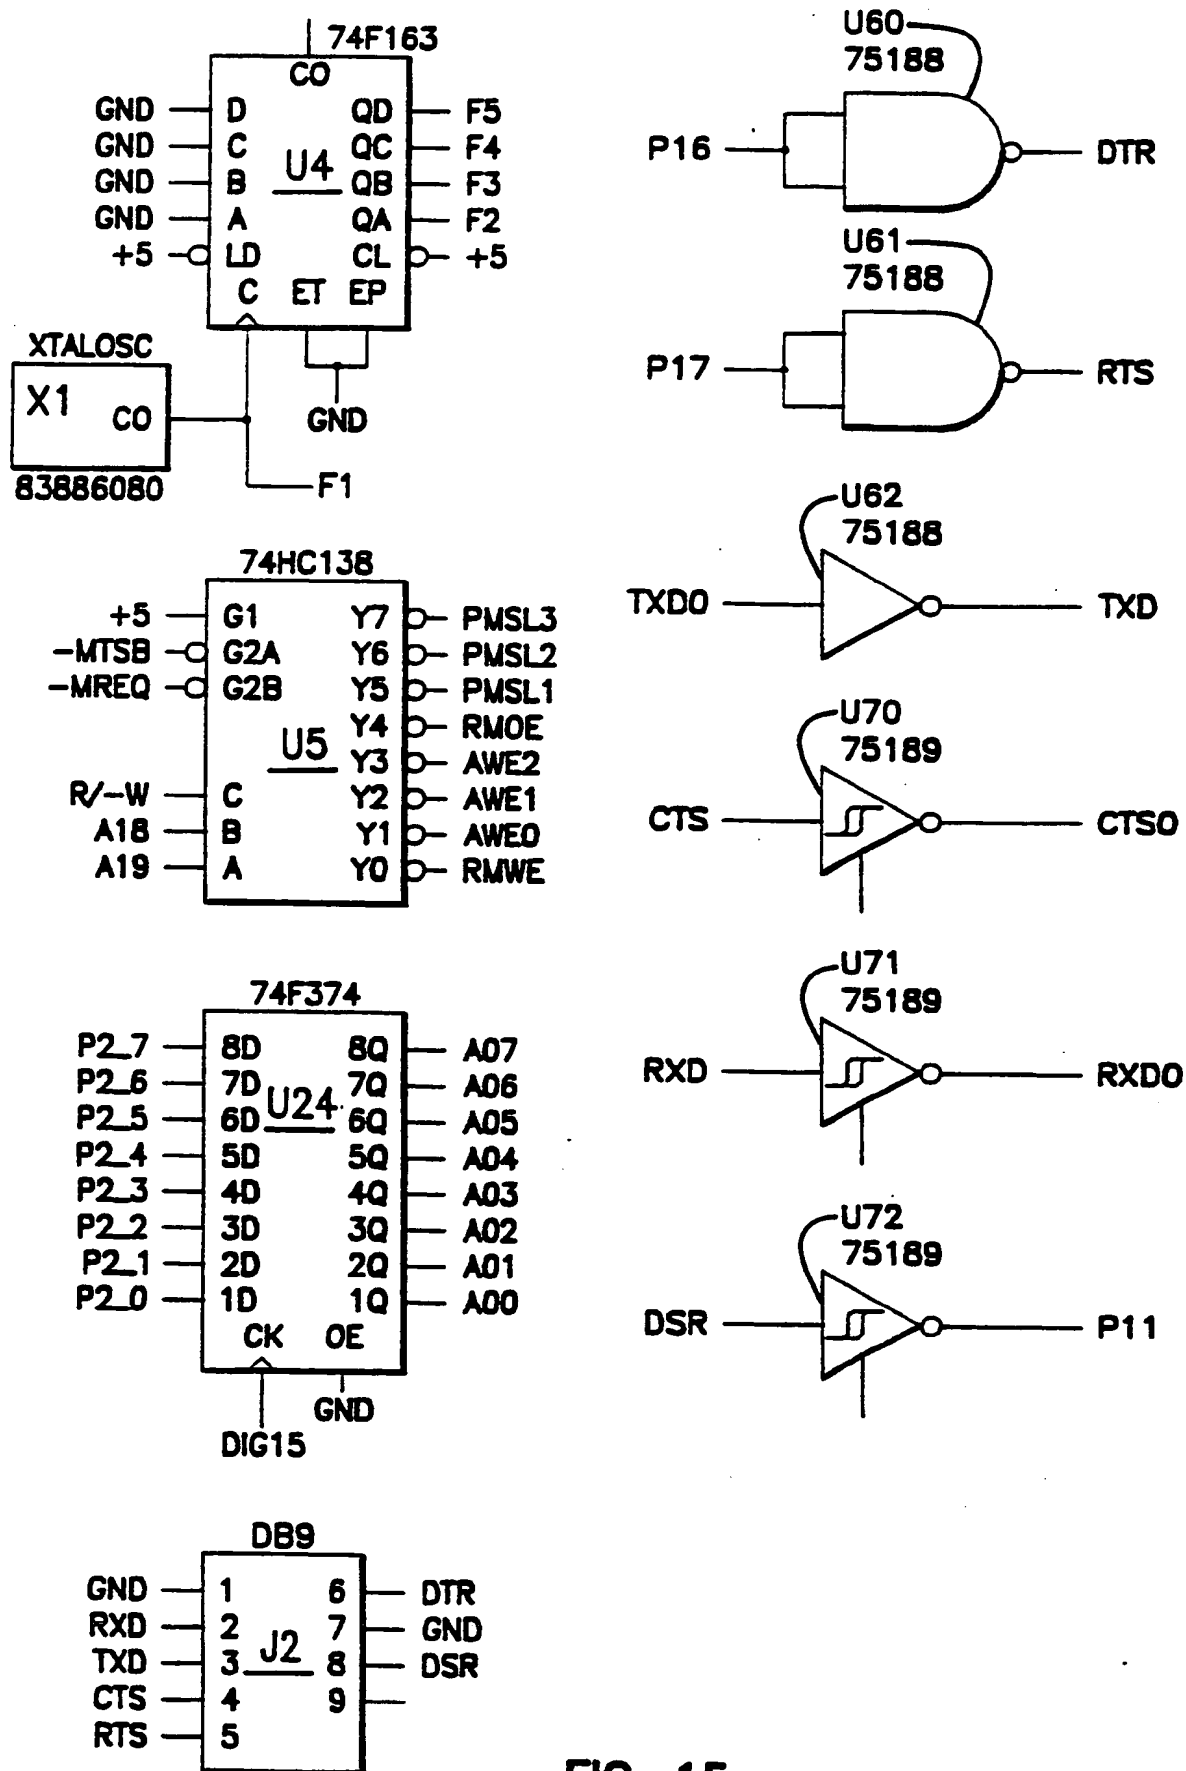 74F163
CO
GND D QD F5
GND C QC F4
U4
GND B QB F3
GND A QA F2
+5 LD CL +5
C ET EP
XTALOSC
X1
CO
GND
83886080
F1
74HC138
+5 G1 Y7 PMSL3
-MTSB G2A Y6 PMSL2
-MREQ G2B Y5 PMSL1
Y4 RMOE
U5
Y3 AWE2
R/-W C Y2 AWE1
A18 B Y1 AWE0
A19 A Y0 RMWE
74F374
P2_7 8D 8Q A07
P2_6 7D 7Q A06
U24
P2_5 6D 6Q A05
P2_4 5D 5Q A04
P2_3 4D 4Q A03
P2_2 3D 3Q A02
P2_1 2D 2Q A01
P2_0 1D 1Q A00
CK OE
GND
DIG15
DB9
GND 1 6 DTR
RXD 2 7 GND
J2
TXD 3 8 DSR
CTS 4 9
RTS 5
U60
75188
P16 DTR
U61
75188
P17 RTS
U62
75188
TXD0 TXD
U70
75189
CTS CTS0
U71
75189
RXD RXD0
U72
75189
DSR P11